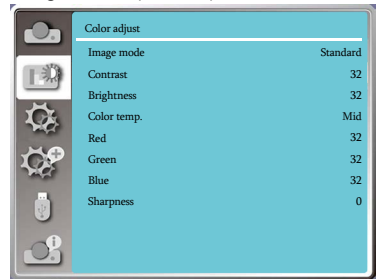 Color adjust
Image mode Standard
Contrast 32
Brightness 32
Color temp. Mid
Red 32
Green 32
Blue 32
Sharpness 0